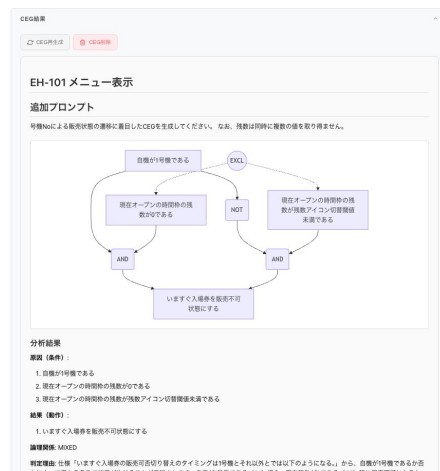 CEG結果
CEG再生成
CEG削除
EH-101 メニュー表示
追加プロンプト
号機Noによる販売状態の遷移に着目したCEGを生成してください。 なお、残数は同時に複数の値を取り得ません。
自機が1号機である
EXCL
現在オープンの時間枠の残
数が0である
NOT
現在オープンの時間枠の残
数が残数アイコン切替閾値
未満である
AND
AND
いますぐ入場券を販売不可
状態にする
分析結果
原因（条件）:
1. 自機が1号機である
2. 現在オープンの時間枠の残数が0である
3. 現在オープンの時間枠の残数が残数アイコン切替閾値未満である
結果（動作）:
1. いますぐ入場券を販売不可状態にする
論理関係: MIXED
判定理由: 仕様「いますぐ入場券の販売可否切り替えのタイミングは1号機とそれ以外とでは以下のようになる。」から、自機が1号機であるか否